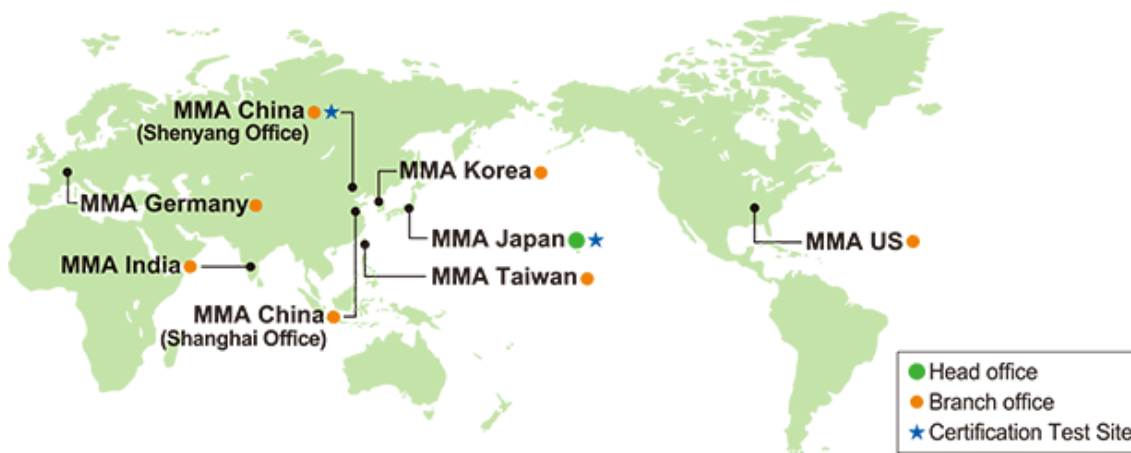 MMA China
(Shenyang Office)
MMA Korea
MMA Germany
MMA Japan
MMA US
MMA India
MMA Taiwan
MMA China
(Shanghai Office)
Head office
Branch office
Certification Test Site